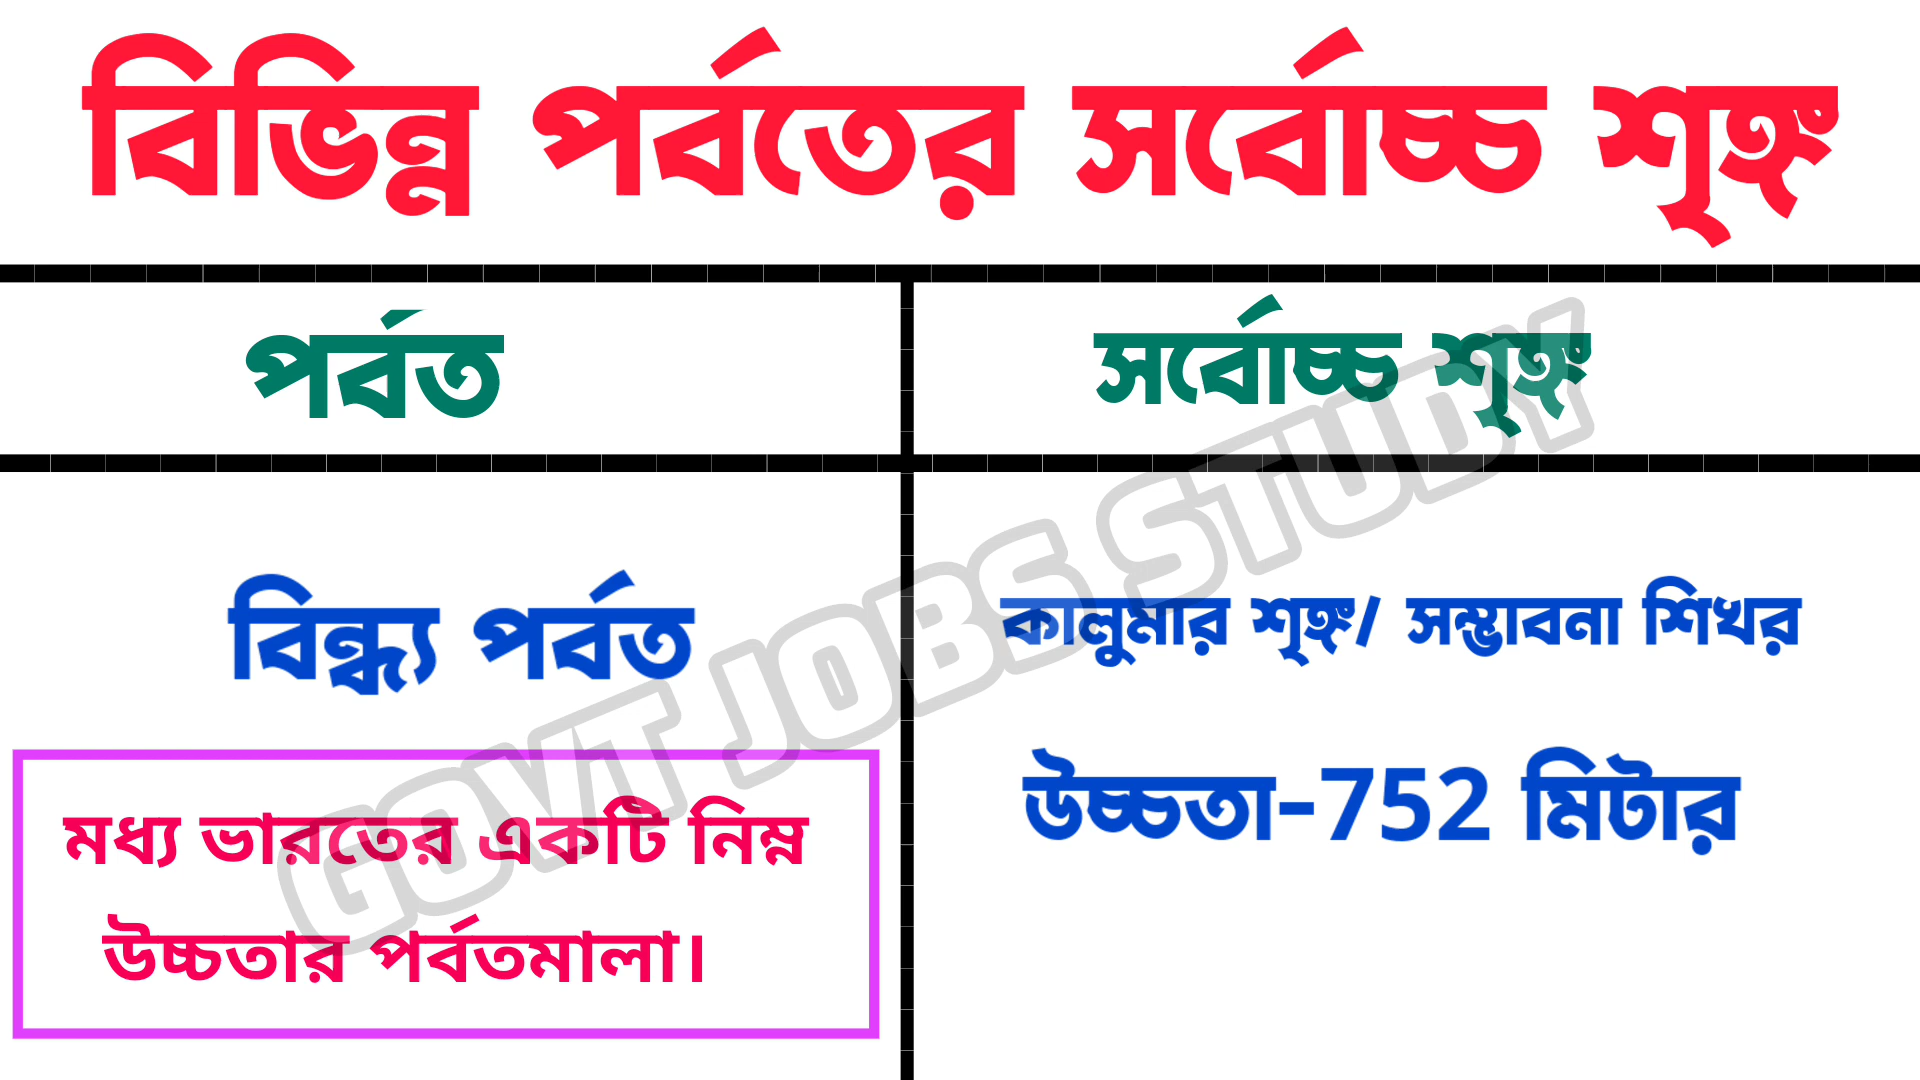 বিভিন্ন পর্বতের সর্বোচ্চ শৃঙ্গ
পর্বত
সর্বোচ্চ শৃঙ্গ
বিন্ধ্য পর্বত
কালুমার শৃঙ্গ/ সম্ভাবনা শিখর
উচ্চতা-752 মিটার
মধ্য ভারতের একটি নিম্ন
উচ্চতার পর্বতমালা।
GOVT JOBS STUDY